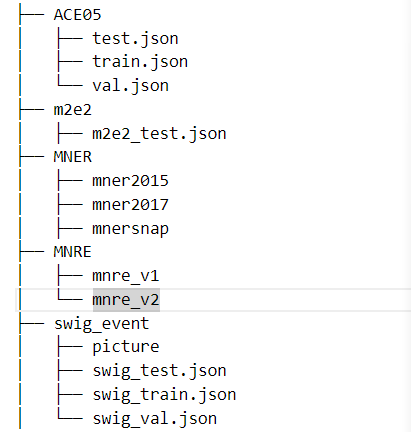 ├── ACE05
│   ├── test.json
│   ├── train.json
│   └── val.json
├── m2e2
│   ├── m2e2_test.json
├── MNER
│   ├── mner2015
│   ├── mner2017
│   ├── mnersnap
├── MNRE
│   ├── mnre_v1
│   └── mnre_v2
├── swig_event
│   ├── picture
│   ├── swig_test.json
│   ├── swig_train.json
│   └── swig_val.json